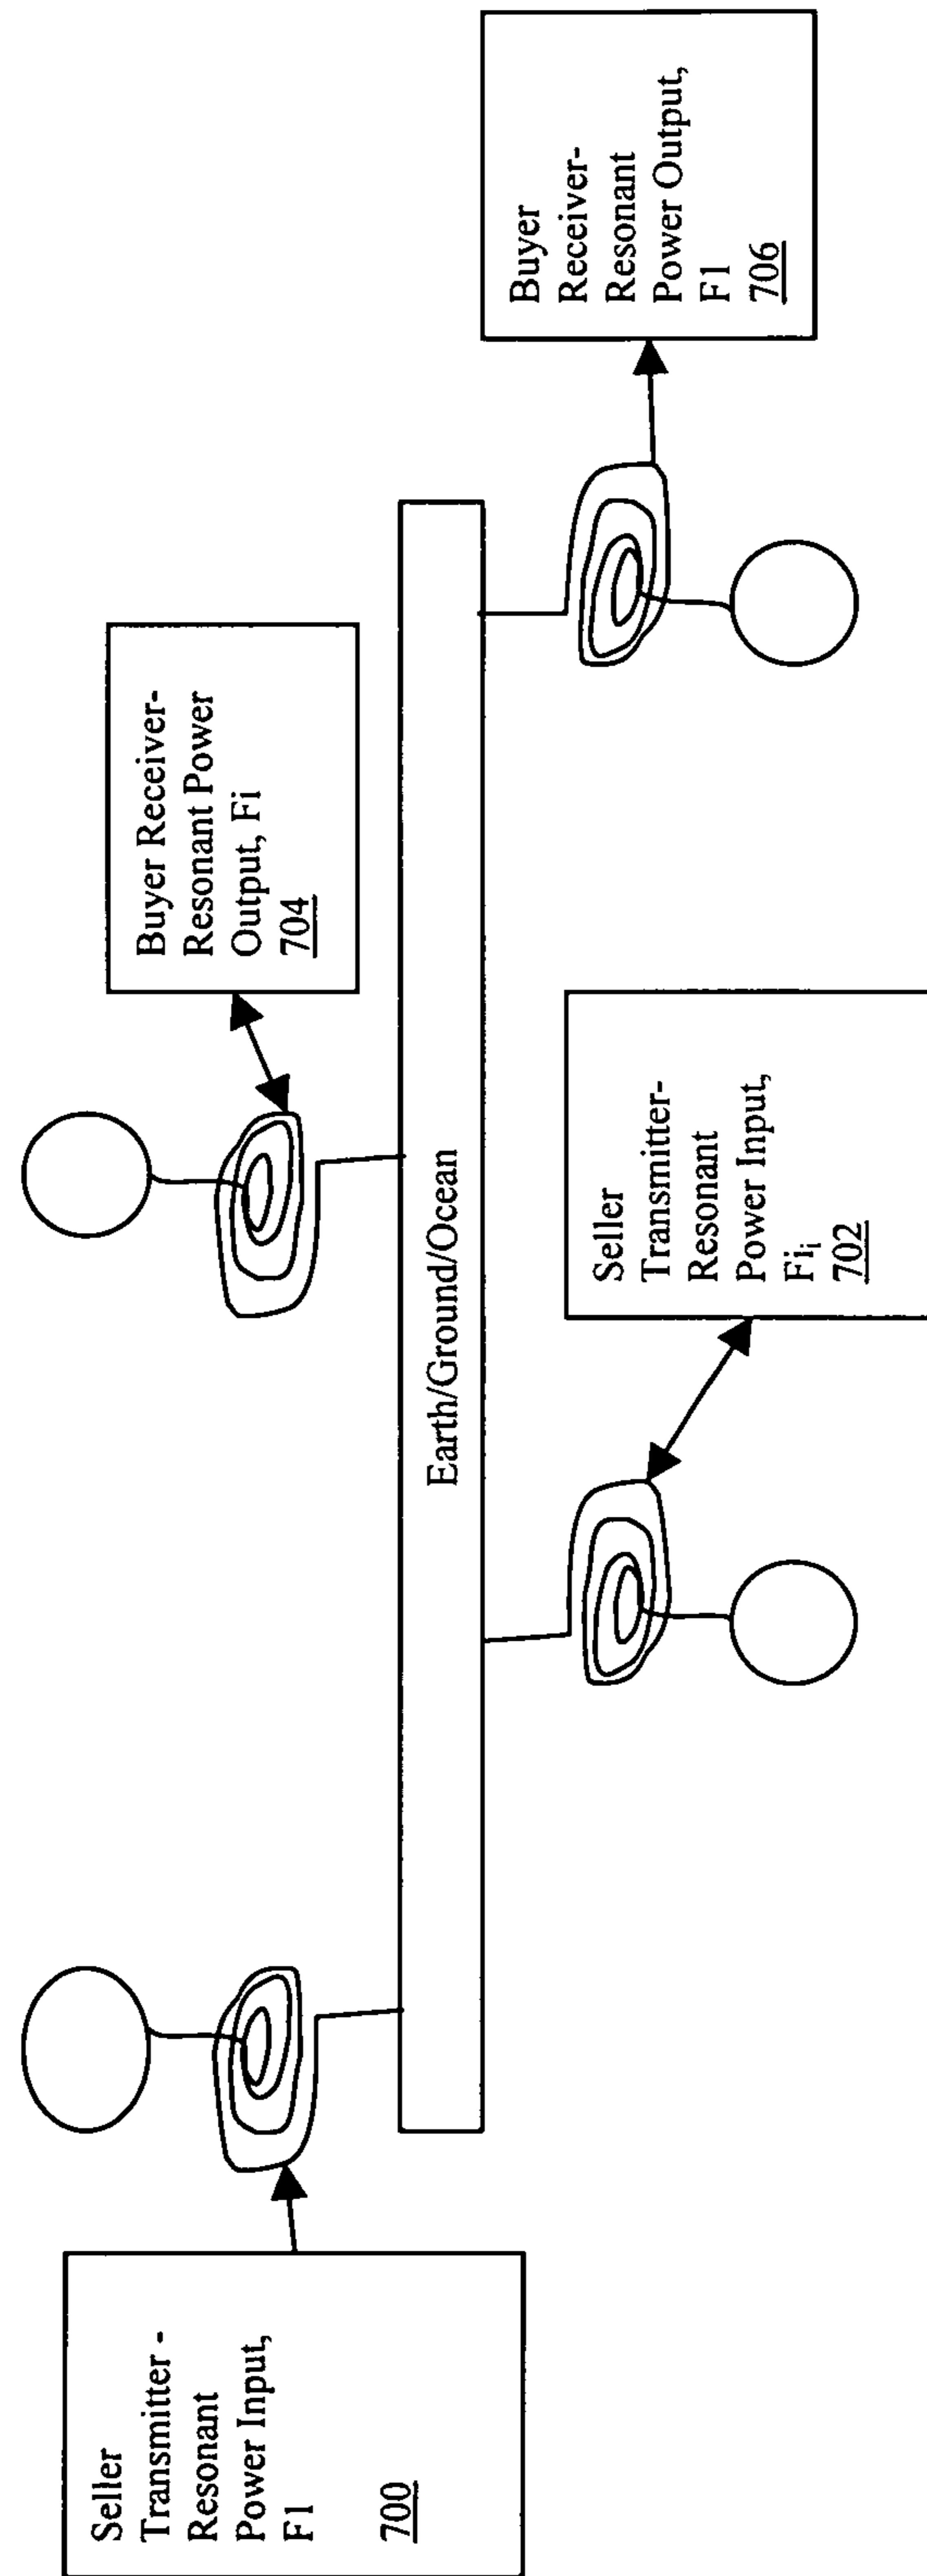 Seller
Transmitter -
Resonant
Power Input,
F1
700
Buyer Receiver-
Resonant Power
Output, Fi
704
Earth/Ground/Ocean
Seller
Transmitter-
Resonant
Power Input,
Fiᵢ
702
Buyer
Receiver-
Resonant
Power Output,
F1
706